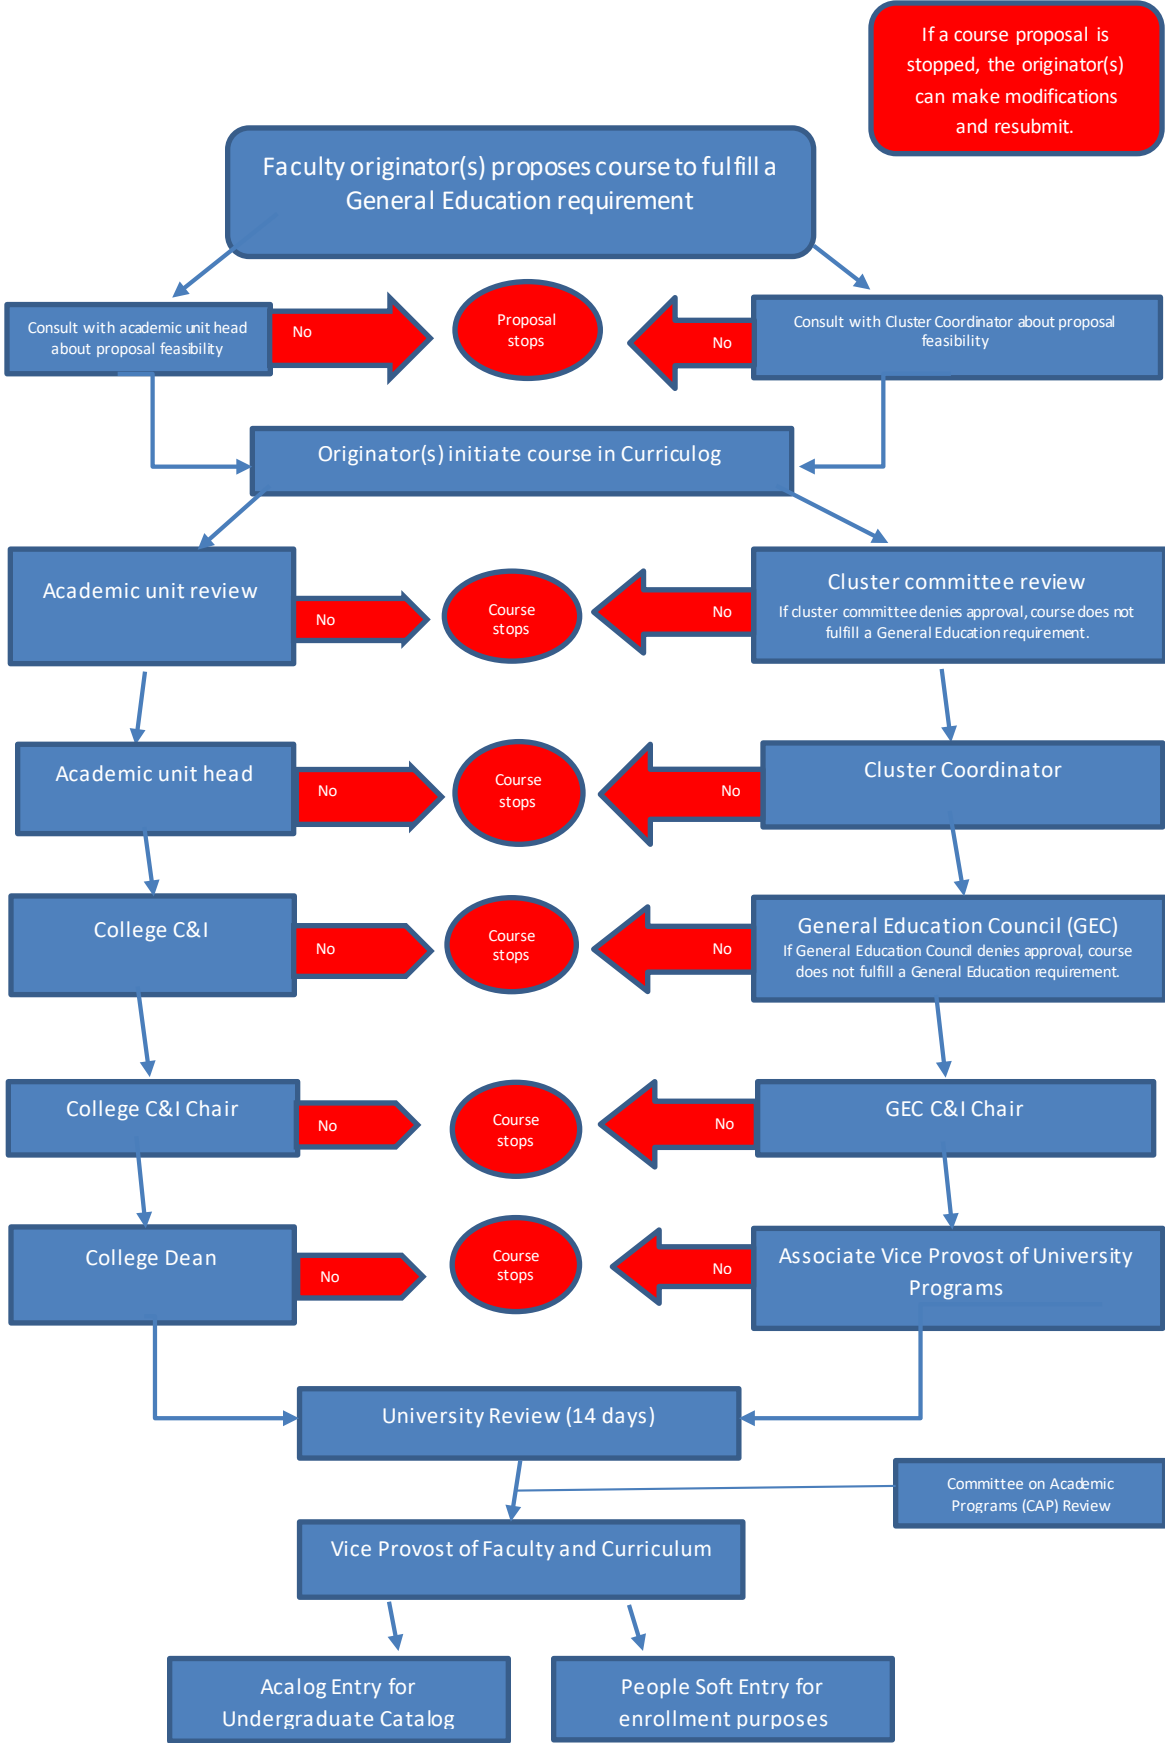 If a course proposal is
stopped, the originator(s)
can make modifications
and resubmit.
Faculty originator(s) proposes course to fulfill a
General Education requirement
Consult with academic unit head
about proposal feasibility
No
Proposal
stops
No
Consult with Cluster Coordinator about proposal
feasibility
Originator(s) initiate course in Curriculog
Academic unit review
No
Course
stops
No
Cluster committee review
If cluster committee denies approval, course does not
fulfill a General Education requirement.
Academic unit head
No
Course
stops
No
Cluster Coordinator
College C&I
No
Course
stops
No
General Education Council (GEC)
If General Education Council denies approval, course
does not fulfill a General Education requirement.
College C&I Chair
No
Course
stops
No
GEC C&I Chair
College Dean
No
Course
stops
No
Associate Vice Provost of University
Programs
University Review (14 days)
Committee on Academic
Programs (CAP) Review
Vice Provost of Faculty and Curriculum
Acalog Entry for
Undergraduate Catalog
People Soft Entry for
enrollment purposes